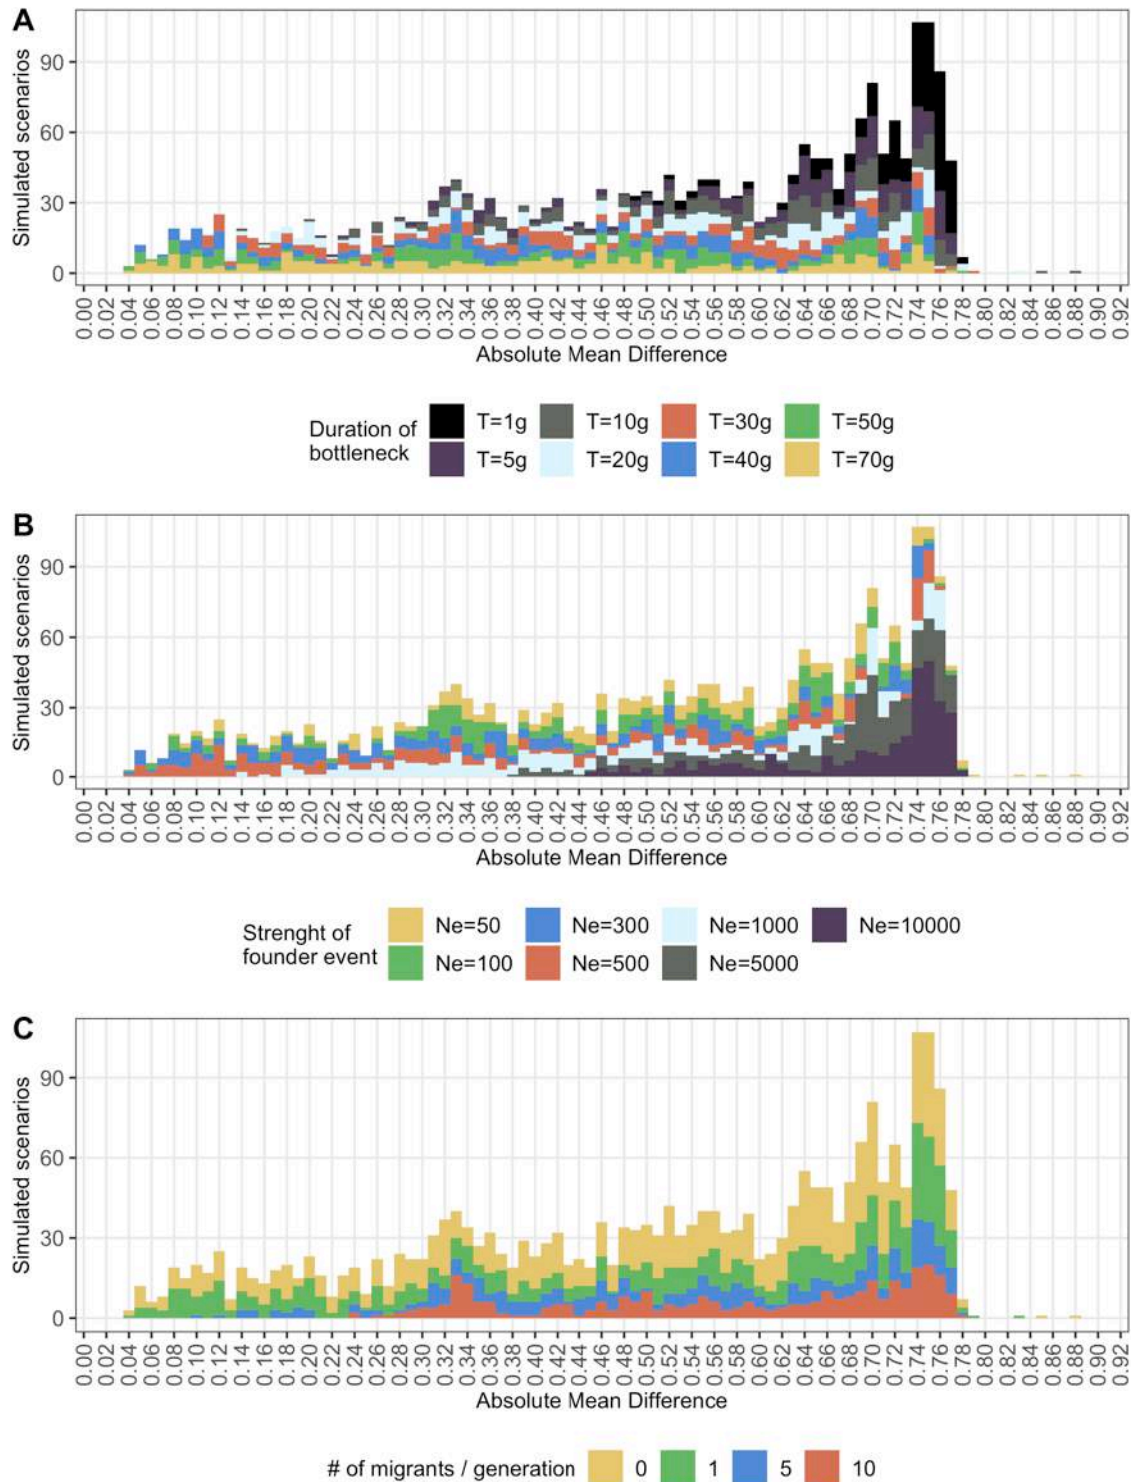 A
Simulated scenarios
90
60
30
0
0.00 0.02 0.04 0.06 0.08 0.10 0.12 0.14 0.16 0.18 0.20 0.22 0.24 0.26 0.28 0.30 0.32 0.34 0.36 0.38 0.40 0.42 0.44 0.46 0.48 0.50 0.52 0.54 0.56 0.58 0.60 0.62 0.64 0.66 0.68 0.70 0.72 0.74 0.76 0.78 0.80 0.82 0.84 0.86 0.88 0.90 0.92
Absolute Mean Difference
Duration of
bottleneck
T=1g T=10g T=30g T=50g
T=5g T=20g T=40g T=70g
B
Simulated scenarios
90
60
30
0
0.00 0.02 0.04 0.06 0.08 0.10 0.12 0.14 0.16 0.18 0.20 0.22 0.24 0.26 0.28 0.30 0.32 0.34 0.36 0.38 0.40 0.42 0.44 0.46 0.48 0.50 0.52 0.54 0.56 0.58 0.60 0.62 0.64 0.66 0.68 0.70 0.72 0.74 0.76 0.78 0.80 0.82 0.84 0.86 0.88 0.90 0.92
Absolute Mean Difference
Strenght of
founder event
Ne=50 Ne=300 Ne=1000 Ne=10000
Ne=100 Ne=500 Ne=5000
C
Simulated scenarios
90
60
30
0
0.00 0.02 0.04 0.06 0.08 0.10 0.12 0.14 0.16 0.18 0.20 0.22 0.24 0.26 0.28 0.30 0.32 0.34 0.36 0.38 0.40 0.42 0.44 0.46 0.48 0.50 0.52 0.54 0.56 0.58 0.60 0.62 0.64 0.66 0.68 0.70 0.72 0.74 0.76 0.78 0.80 0.82 0.84 0.86 0.88 0.90 0.92
Absolute Mean Difference
# of migrants / generation 0 1 5 10